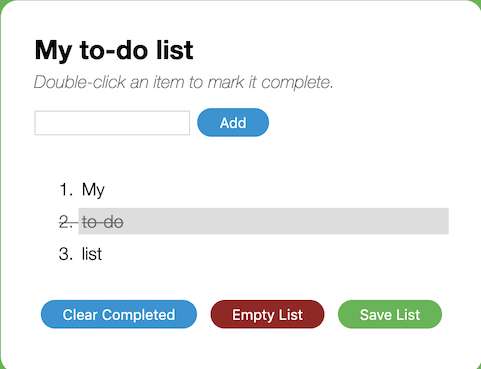 My to-do list
Double-click an item to mark it complete.
Add
1. My
2. to-do
3. list
Clear Completed Empty List Save List